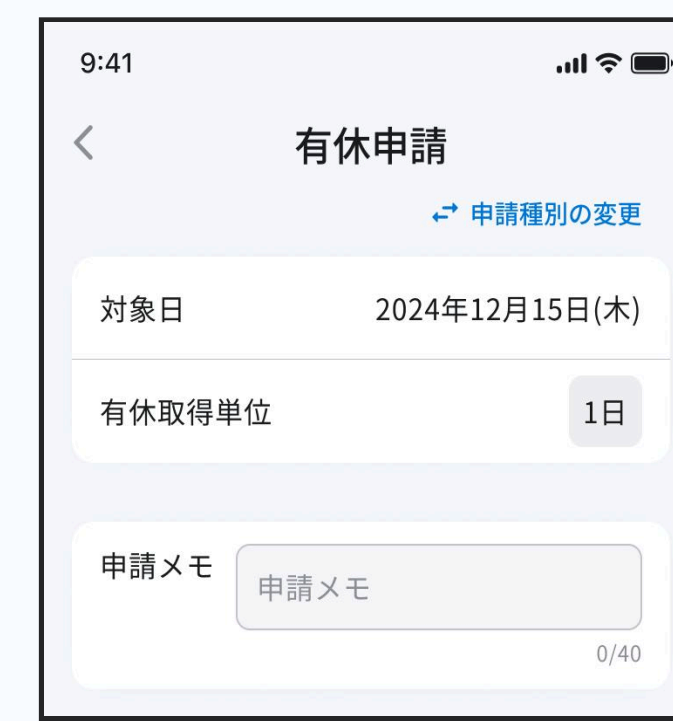 9:41
有休申請
申請種別の変更
対象日 2024年12月15日(木)
有休取得単位 1日
申請メモ 申請メモ
0/40